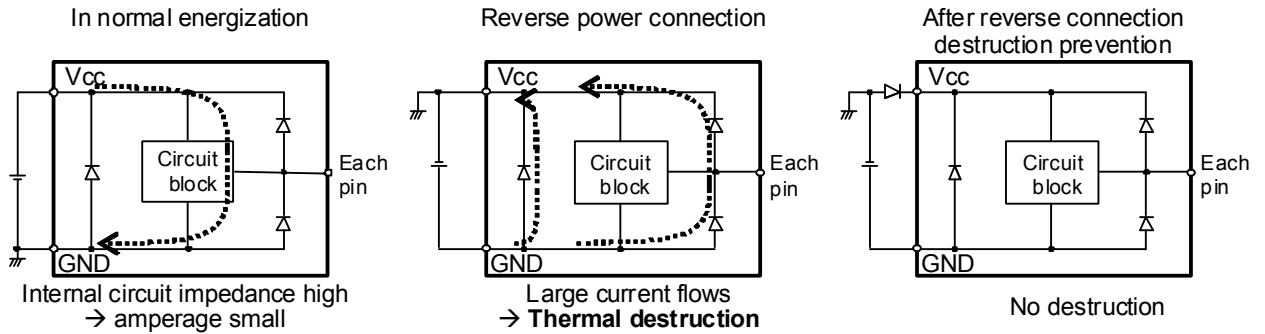 In normal energization
Vcc
Circuit
block
Each
pin
GND
Internal circuit impedance high
→ amperage small
Reverse power connection
Vcc
Circuit
block
Each
pin
GND
Large current flows
→ Thermal destruction
After reverse connection
destruction prevention
Vcc
Circuit
block
Each
pin
GND
No destruction